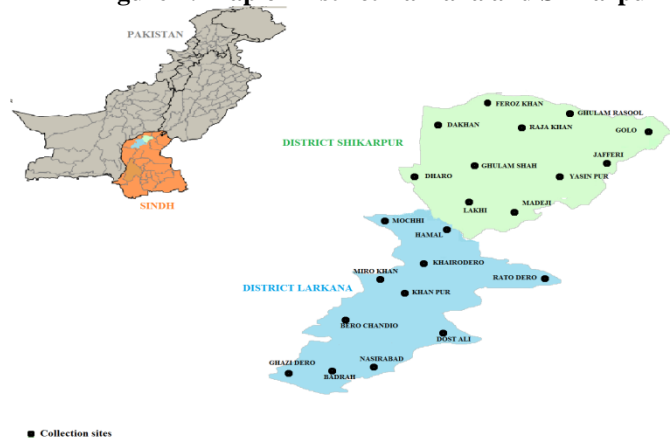 PAKISTAN
SINDH
DISTRICT SHIKARPUR
FEROZ KHAN
GHULAM RASOOL
DAKHAN
RAJA KHAN
GOLO
JAFFERI
GHULAM SHAH
DHARO
YASIN PUR
LAKHI
MADEJI
MOCHHI
HAMAL
KHAIRODERO
MIRO KHAN
RATO DERO
DISTRICT LARKANA
KHAN PUR
BERO CHANDIO
DOST ALI
NASIRABAD
GHAZI DERO
BADRAH
Collection sites